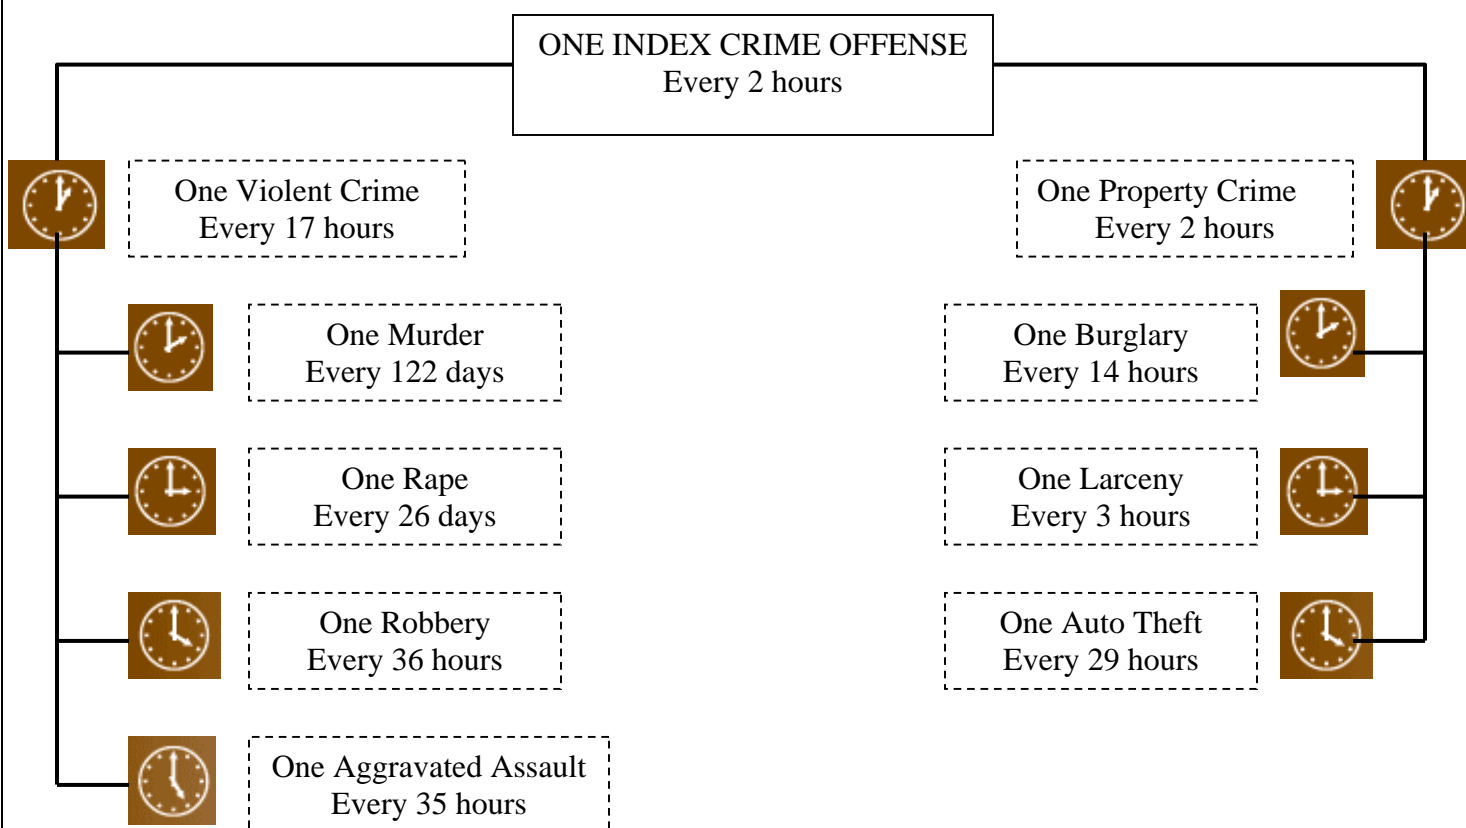 ONE INDEX CRIME OFFENSE
Every 2 hours
One Violent Crime
Every 17 hours
One Property Crime
Every 2 hours
One Murder
Every 122 days
One Burglary
Every 14 hours
One Rape
Every 26 days
One Larceny
Every 3 hours
One Robbery
Every 36 hours
One Auto Theft
Every 29 hours
One Aggravated Assault
Every 35 hours